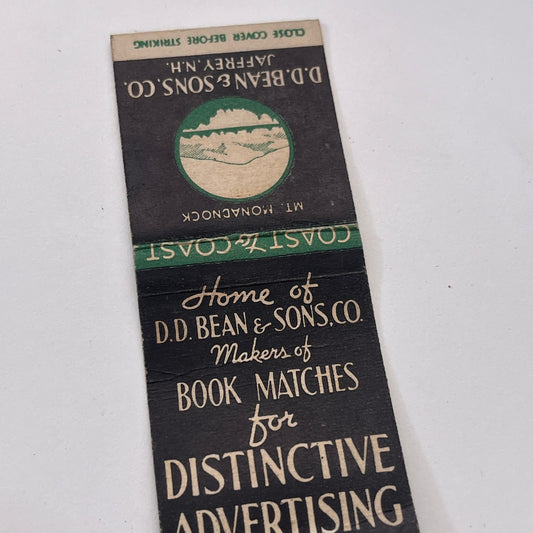 CLOSE COVER BEFORE STRIKING
D.D. BEAN & SONS, CO.
JAFFREY, N.H.
MT. MONADNOCK
COAST To COAST
Home of
D.D. BEAN & SONS, CO.
Makers of
BOOK MATCHES
for
DISTINCTIVE
ADVERTISING